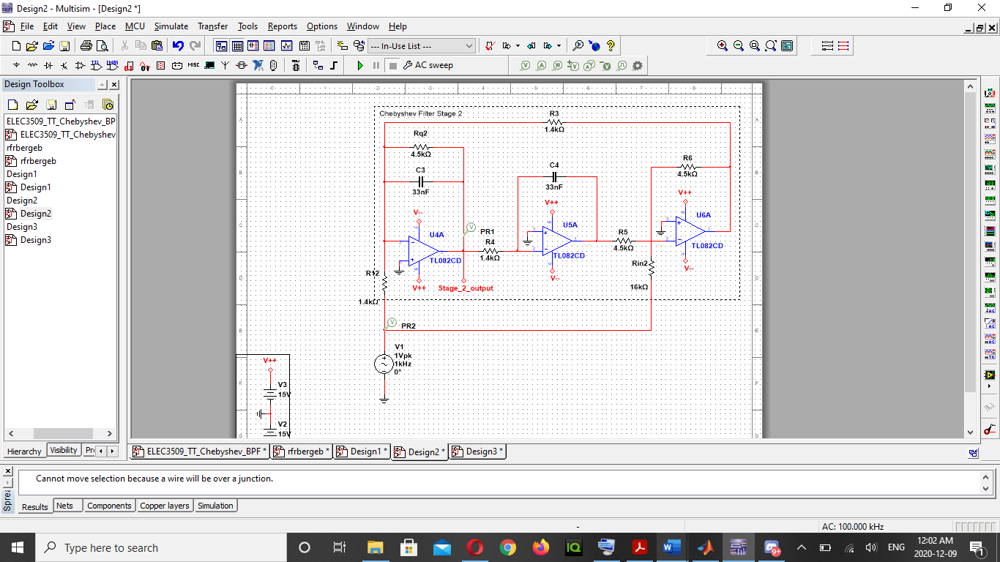 Design2 - Multisim - [Design2 *]
File Edit View Place MCU Simulate Transfer Tools Reports Options Window Help
--- In-Use List ---
AC sweep
Design Toolbox
ELEC3509_TT_Chebyshev_BP
ELEC3509_TT_Chebyshev
rfrbergeb
rfrbergeb
Design1
Design1
Design2
Design2
Design3
Design3
Hierarchy Visibility
Chebyshev Filter Stage 2
R3
1.4kΩ
Rq2
4.5kΩ
C3
33nF
C4
33nF
R6
4.5kΩ
V--
V++
V++
U4A
U5A
U6A
PR1
R4
1.4kΩ
R5
4.5kΩ
TL082CD
TL082CD
TL082CD
Rin2
16kΩ
V++
V--
V--
Stage_2_output
R12
1.4kΩ
PR2
V1
1Vpk
1kHz
0°
V++
V3
15V
V2
15V
ELEC3509_TT_Chebyshev_BPF * rfrbergeb * Design1 * Design2 * Design3 *
Cannot move selection because a wire will be over a junction.
Results Nets Components Copper layers Simulation
Spre
-
AC: 100.000 kHz
Type here to search
ENG
12:02 AM
2020-12-09
9+
1